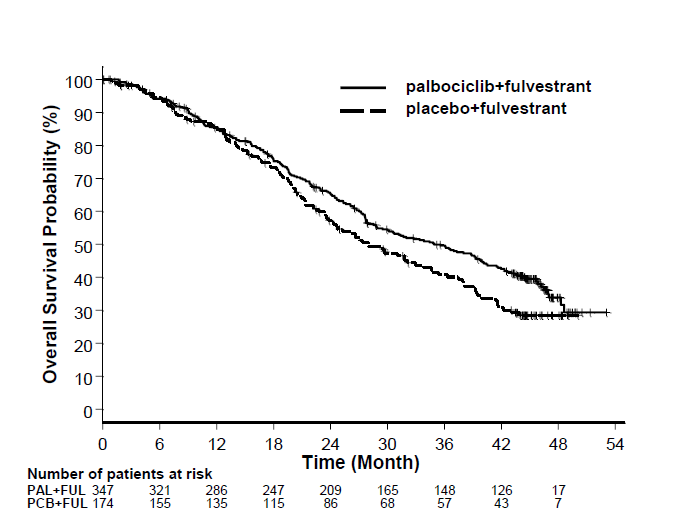 palbociclib+fulvestrant
placebo+fulvestrant
Overall Survival Probability (%)
100
90
80
70
60
50
40
30
20
10
0
0 6 12 18 24 30 36 42 48 54
Time (Month)
Number of patients at risk
PAL+FUL 347 321 286 247 209 165 148 126 17
PCB+FUL 174 155 135 115 86 68 57 43 7